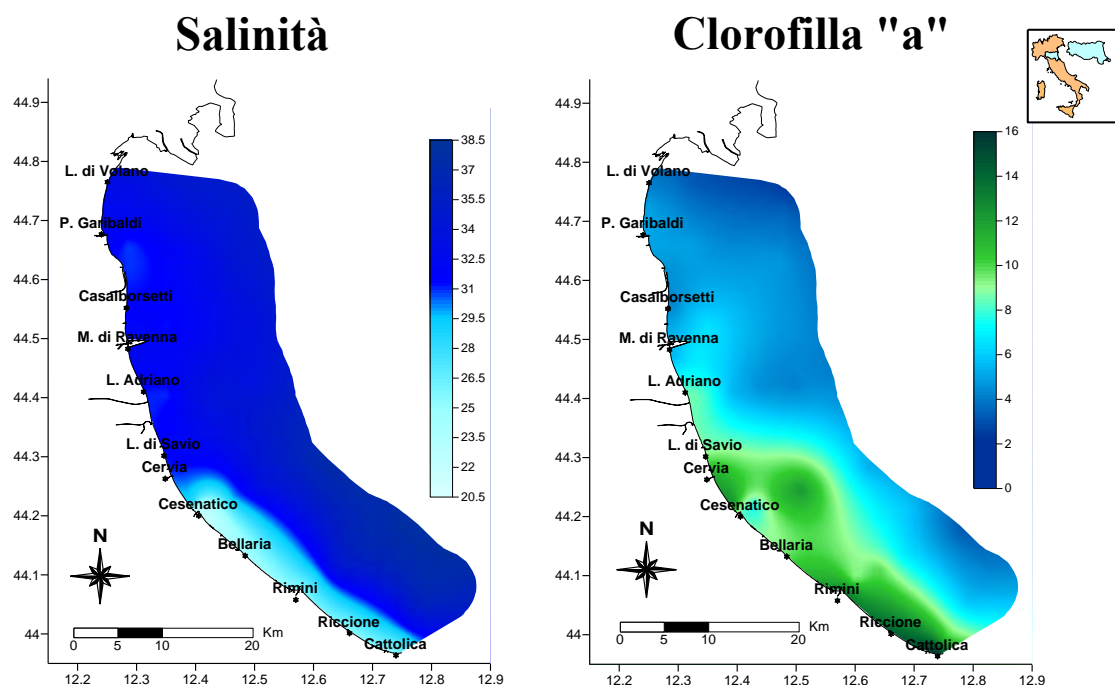 Salinità
44.9
44.8
44.7
44.6
44.5
44.4
44.3
44.2
44.1
44
L. di Volano
P. Garibaldi
Casalborsetti
M. di Ravenna
L. Adriano
L. di Savio
Cervia
Cesenatico
Bellaria
Rimini
Riccione
Cattolica
38.5
37
35.5
34
32.5
31
29.5
28
26.5
25
23.5
22
20.5
N
Km
0 5 10 20
12.2 12.3 12.4 12.5 12.6 12.7 12.8 12.9
Clorofilla "a"
44.9
44.8
44.7
44.6
44.5
44.4
44.3
44.2
44.1
44
L. di Volano
P. Garibaldi
Casalborsetti
M. di Ravenna
L. Adriano
L. di Savio
Cervia
Cesenatico
Bellaria
Rimini
Riccione
Cattolica
16
14
12
10
8
6
4
2
0
N
Km
0 5 10 20
12.2 12.3 12.4 12.5 12.6 12.7 12.8 12.9